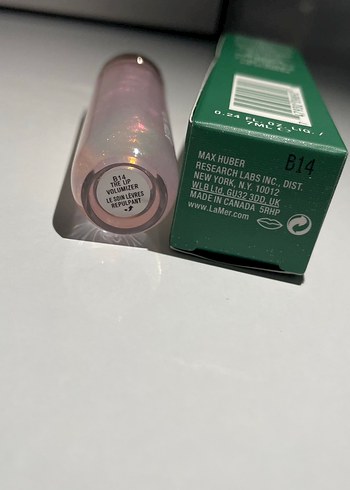 B14
THE LIP
VOLUMIZER
LE SOIN LÈVRES
REPULPANT
0.24 FL. OZ. LIQ. /
7ML e
MAX HUBER
RESEARCH LABS INC., DIST.
NEW YORK, N.Y. 10012
WLB Ltd. GU32 3DD, UK
MADE IN CANADA 5RHP
www.LaMer.com
B14